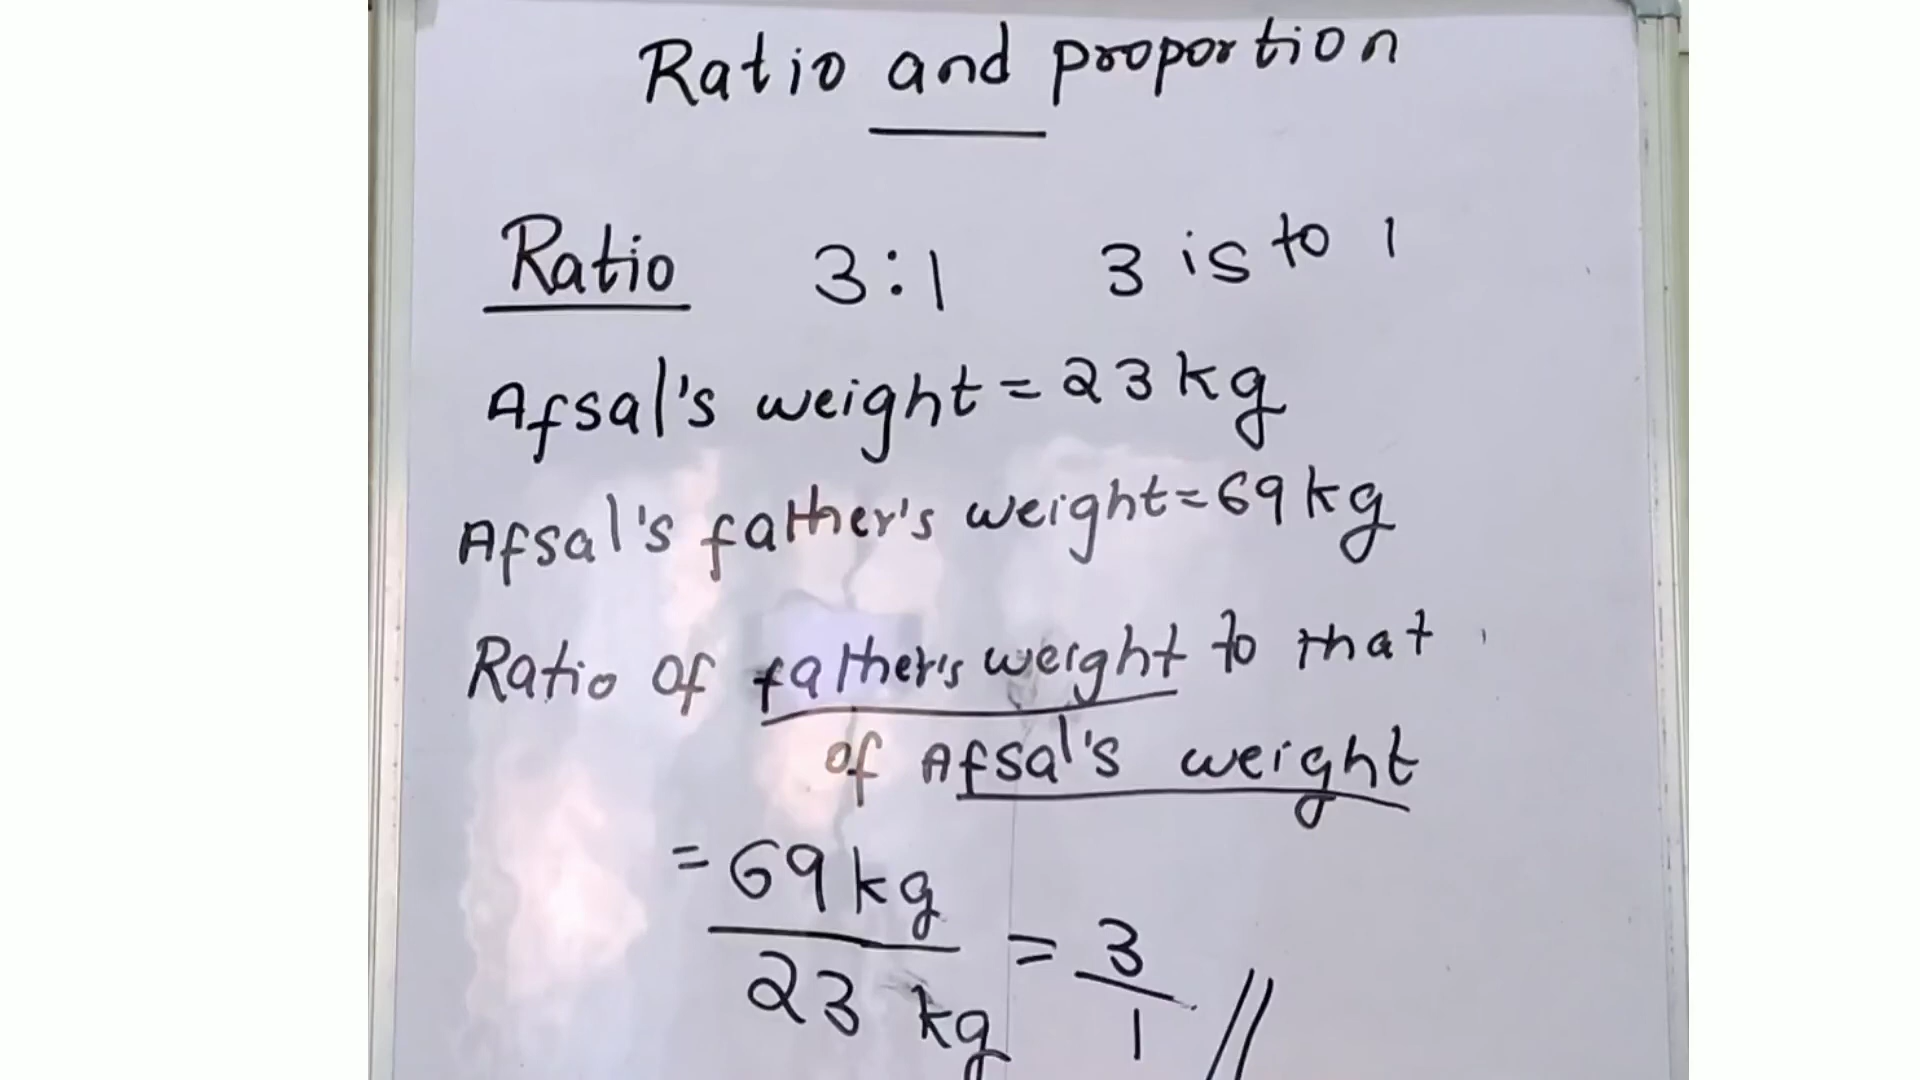 Ratio and proportion
Ratio 3:1 3 is to 1
Afsal's weight = 23 kg
Afsal's father's weight = 69 kg
Ratio of father's weight to that
of Afsal's weight
= 69 kg / 23 kg = 3 / 1 //